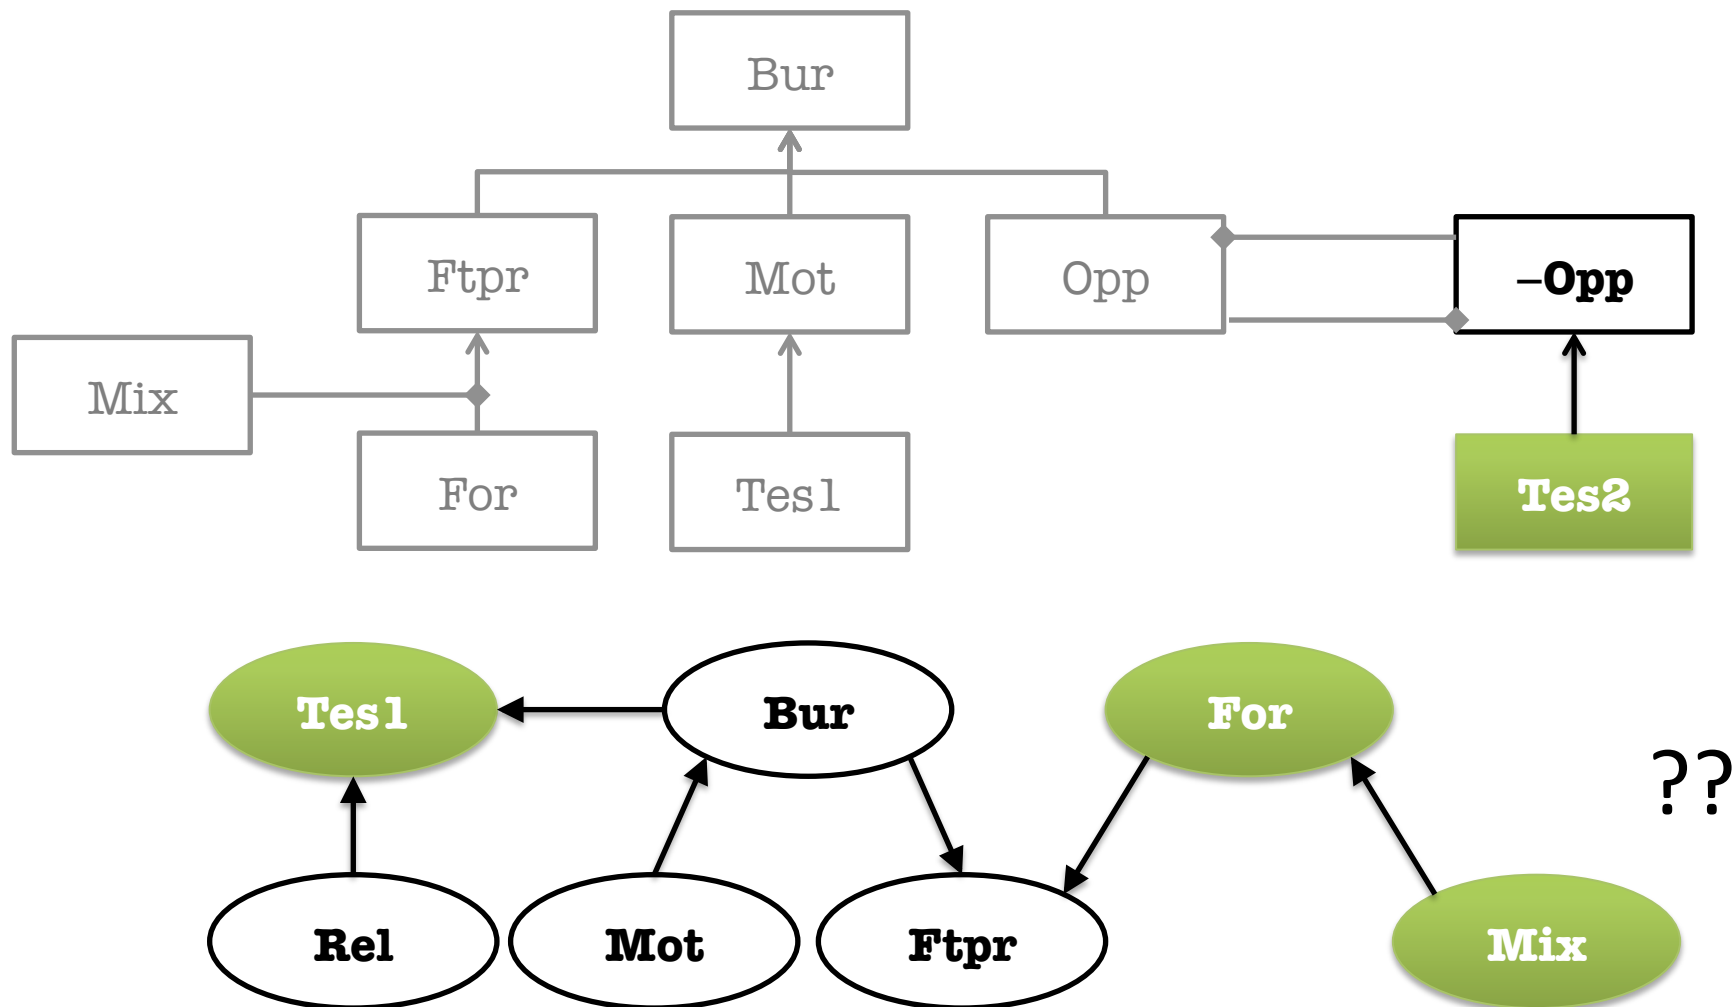 Bur
Ftpr
Mot
Opp
–Opp
Mix
For
Tes1
Tes2
Tes1
Bur
For
??
Rel
Mot
Ftpr
Mix